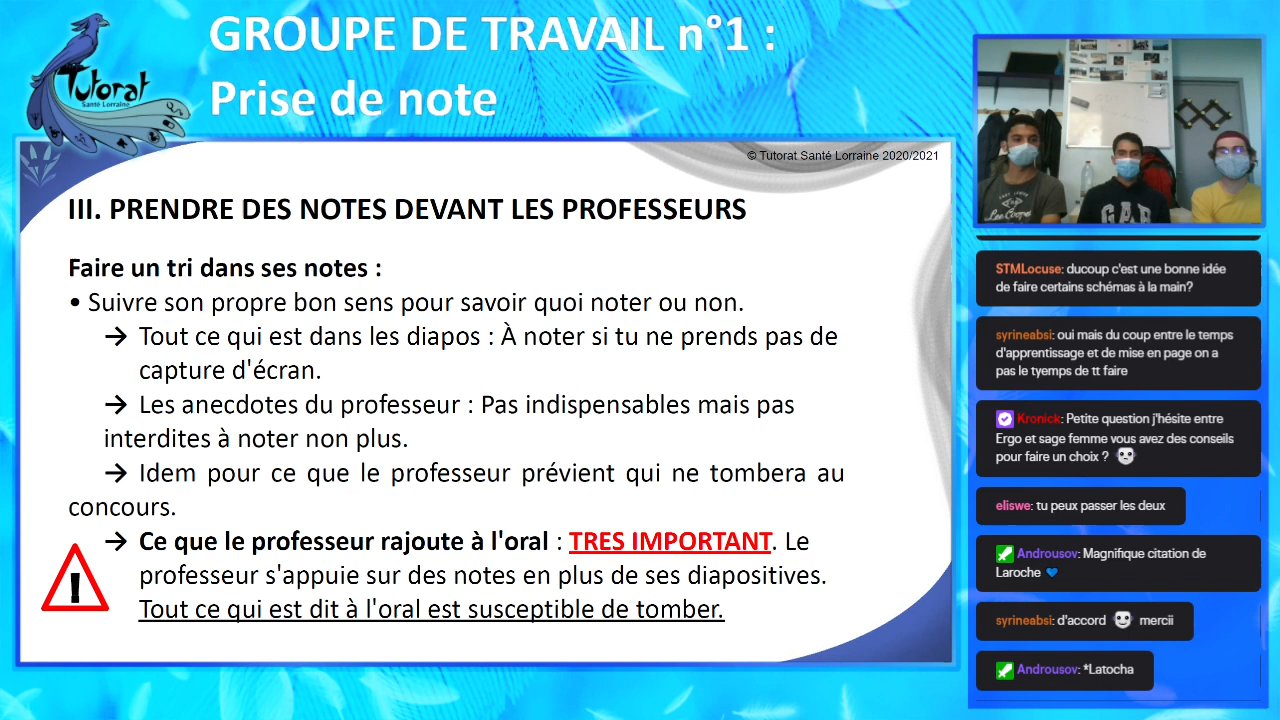 GROUPE DE TRAVAIL n°1 :
Prise de note
Tutorat
Santé Lorraine
© Tutorat Santé Lorraine 2020/2021
III. PRENDRE DES NOTES DEVANT LES PROFESSEURS
Faire un tri dans ses notes :
• Suivre son propre bon sens pour savoir quoi noter ou non.
→ Tout ce qui est dans les diapos : À noter si tu ne prends pas de
capture d'écran.
→ Les anecdotes du professeur : Pas indispensables mais pas
interdites à noter non plus.
→ Idem pour ce que le professeur prévient qui ne tombera au
concours.
→ Ce que le professeur rajoute à l'oral : TRES IMPORTANT. Le
professeur s'appuie sur des notes en plus de ses diapositives.
Tout ce qui est dit à l'oral est susceptible de tomber.
!
GAP
STMLocuse: ducoup c'est une bonne idée
de faire certains schémas à la main?
syrineabsi: oui mais du coup entre le temps
d'apprentissage et de mise en page on a
pas le tyemps de tt faire
Kronick: Petite question j'hésite entre
Ergo et sage femme vous avez des conseils
pour faire un choix ?
eliswe: tu peux passer les deux
Androusov: Magnifique citation de
Laroche 💙
syrineabsi: d'accord mercii
Androusov: *Latocha